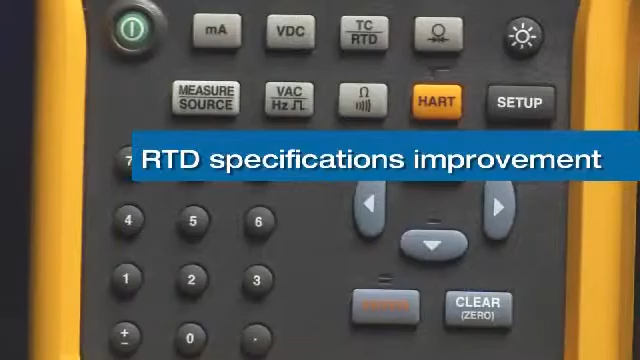 mA
VDC
TC
RTD
MEASURE
SOURCE
VAC
Hz
Ω
HART
SETUP
7
RTD specifications improvement
4
5
6
1
2
3
CLEAR
(ZERO)
+
−
0
.